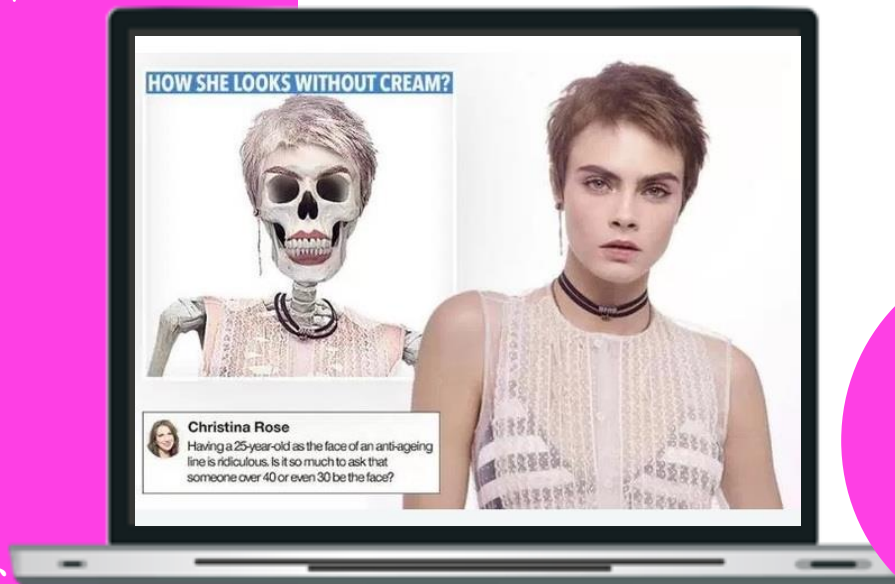 HOW SHE LOOKS WITHOUT CREAM?
Christina Rose
Having a 25-year-old as the face of an anti-ageing
line is ridiculous. Is it so much to ask that
someone over 40 or even 30 be the face?